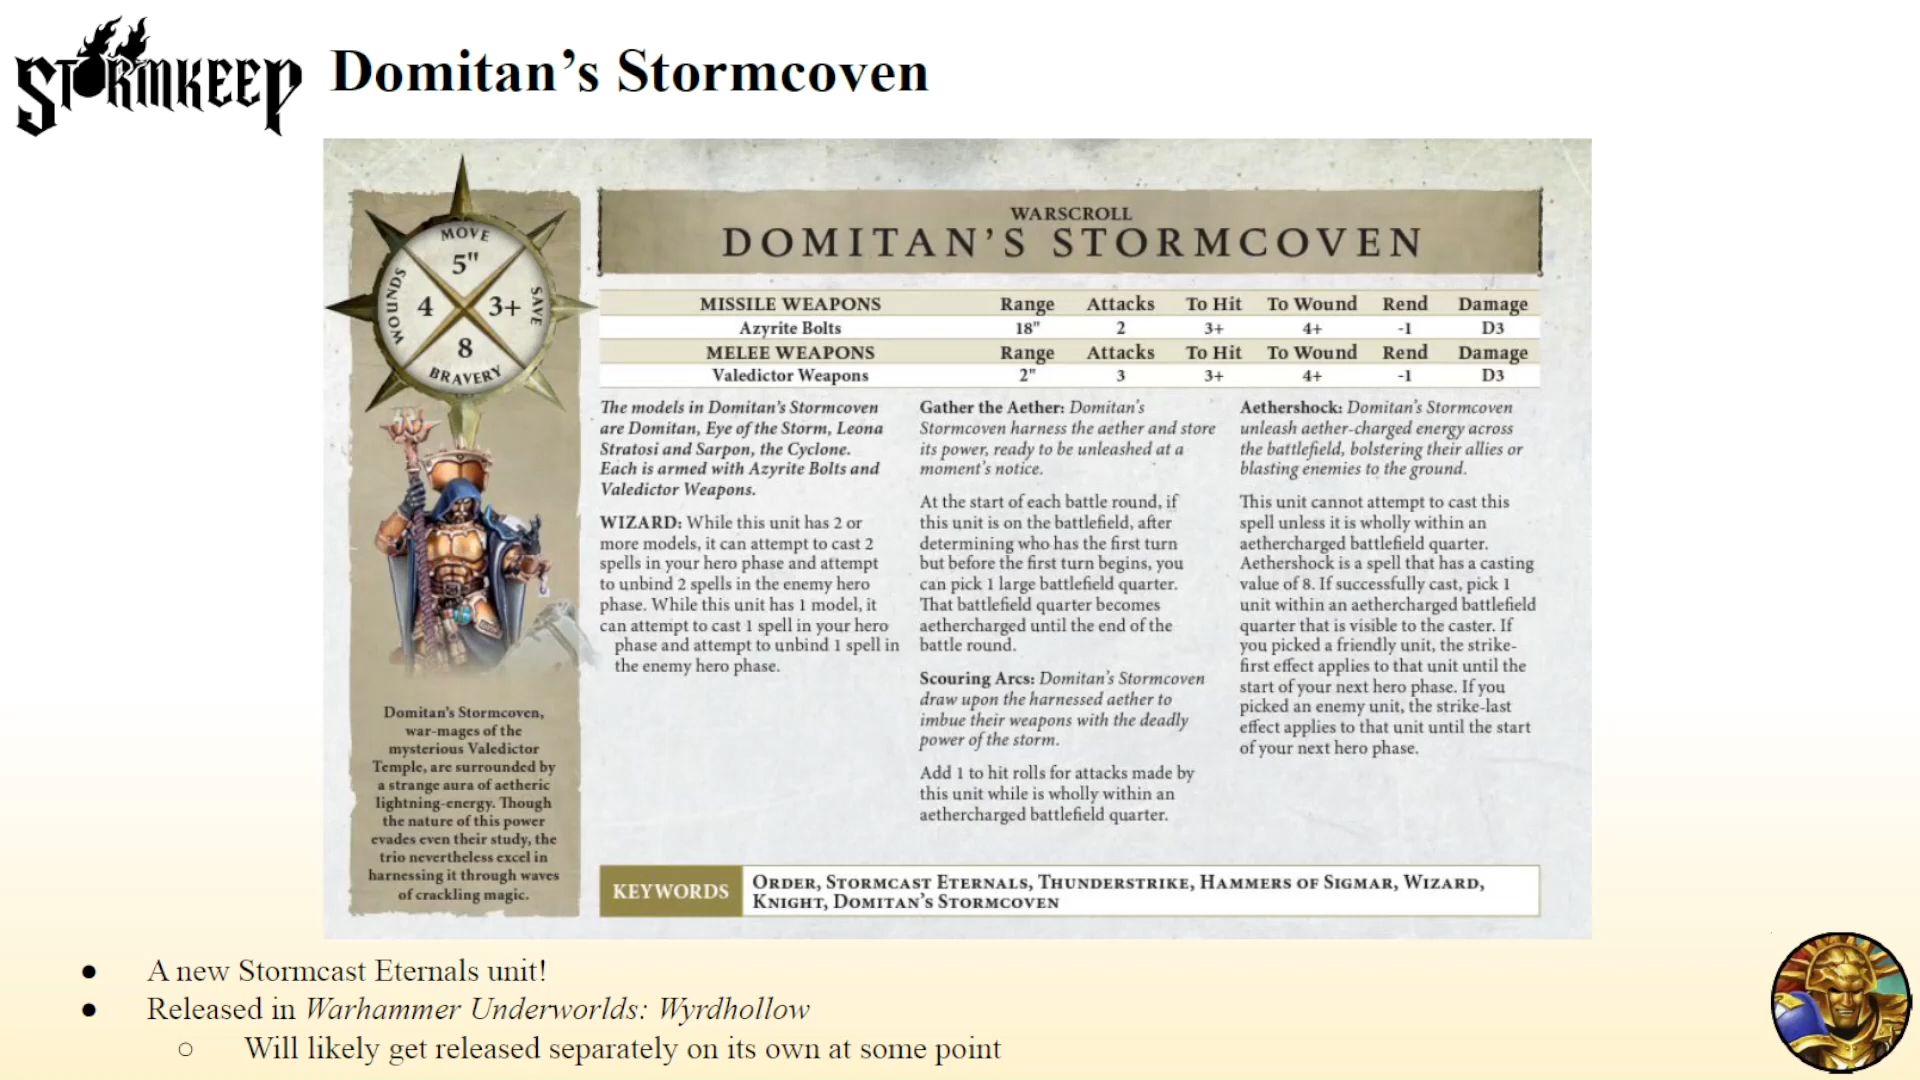 STORMKEEP
Domitan's Stormcoven
MOVE
5"
WOUNDS
4
3+
SAVE
8
BRAVERY
Domitan's Stormcoven,
war-mages of the
mysterious Valedictor
Temple, are surrounded by
a strange aura of aetheric
lightning-energy. Though
the nature of this power
evades even their study, the
trio nevertheless excel in
harnessing it through waves
of crackling magic.
WARSCROLL
DOMITAN'S STORMCOVEN
MISSILE WEAPONS Range Attacks To Hit To Wound Rend Damage
Azyrite Bolts 18" 2 3+ 4+ -1 D3
MELEE WEAPONS Range Attacks To Hit To Wound Rend Damage
Valedictor Weapons 2" 3 3+ 4+ -1 D3
The models in Domitan's Stormcoven
are Domitan, Eye of the Storm, Leona
Stratosi and Sarpon, the Cyclone.
Each is armed with Azyrite Bolts and
Valedictor Weapons.
WIZARD: While this unit has 2 or
more models, it can attempt to cast 2
spells in your hero phase and attempt
to unbind 2 spells in the enemy hero
phase. While this unit has 1 model, it
can attempt to cast 1 spell in your hero
phase and attempt to unbind 1 spell in
the enemy hero phase.
Gather the Aether: Domitan's
Stormcoven harness the aether and store
its power, ready to be unleashed at a
moment's notice.
At the start of each battle round, if
this unit is on the battlefield, after
determining who has the first turn
but before the first turn begins, you
can pick 1 large battlefield quarter.
That battlefield quarter becomes
aethercharged until the end of the
battle round.
Scouring Arcs: Domitan's Stormcoven
draw upon the harnessed aether to
imbue their weapons with the deadly
power of the storm.
Add 1 to hit rolls for attacks made by
this unit while is wholly within an
aethercharged battlefield quarter.
Aethershock: Domitan's Stormcoven
unleash aether-charged energy across
the battlefield, bolstering their allies or
blasting enemies to the ground.
This unit cannot attempt to cast this
spell unless it is wholly within an
aethercharged battlefield quarter.
Aethershock is a spell that has a casting
value of 8. If successfully cast, pick 1
unit within an aethercharged battlefield
quarter that is visible to the caster. If
you picked a friendly unit, the strike-
first effect applies to that unit until the
start of your next hero phase. If you
picked an enemy unit, the strike-last
effect applies to that unit until the start
of your next hero phase.
KEYWORDS
ORDER, STORMCAST ETERNALS, THUNDERSTRIKE, HAMMERS OF SIGMAR, WIZARD,
KNIGHT, DOMITAN'S STORMCOVEN
● A new Stormcast Eternals unit!
● Released in Warhammer Underworlds: Wyrdhollow
○ Will likely get released separately on its own at some point